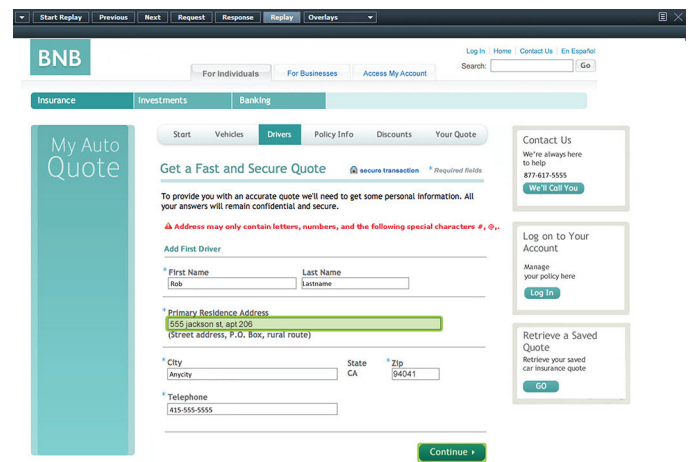 Start Replay Previous Next Request Response Replay Overlays
BNB
Log In Home Contact Us En Español
Search: Go
For Individuals For Businesses Access My Account
Insurance Investments Banking
My Auto
Quote
Start Vehicles Drivers Policy Info Discounts Your Quote
Get a Fast and Secure Quote secure transaction * Required fields
To provide you with an accurate quote we'll need to get some personal information. All
your answers will remain confidential and secure.
Address may only contain letters, numbers, and the following special characters #, @,.
Add First Driver
* First Name Last Name
Rob Lastname
* Primary Residence Address
555 jackson st, apt 206
(Street address, P.O. Box, rural route)
* City State * Zip
Anycity CA 94041
* Telephone
415-555-5555
Continue
Contact Us
We're always here
to help
877-617-5555
We'll Call You
Log on to Your
Account
Manage
your policy here
Log In
Retrieve a Saved
Quote
Retrieve your saved
car insurance quote
GO